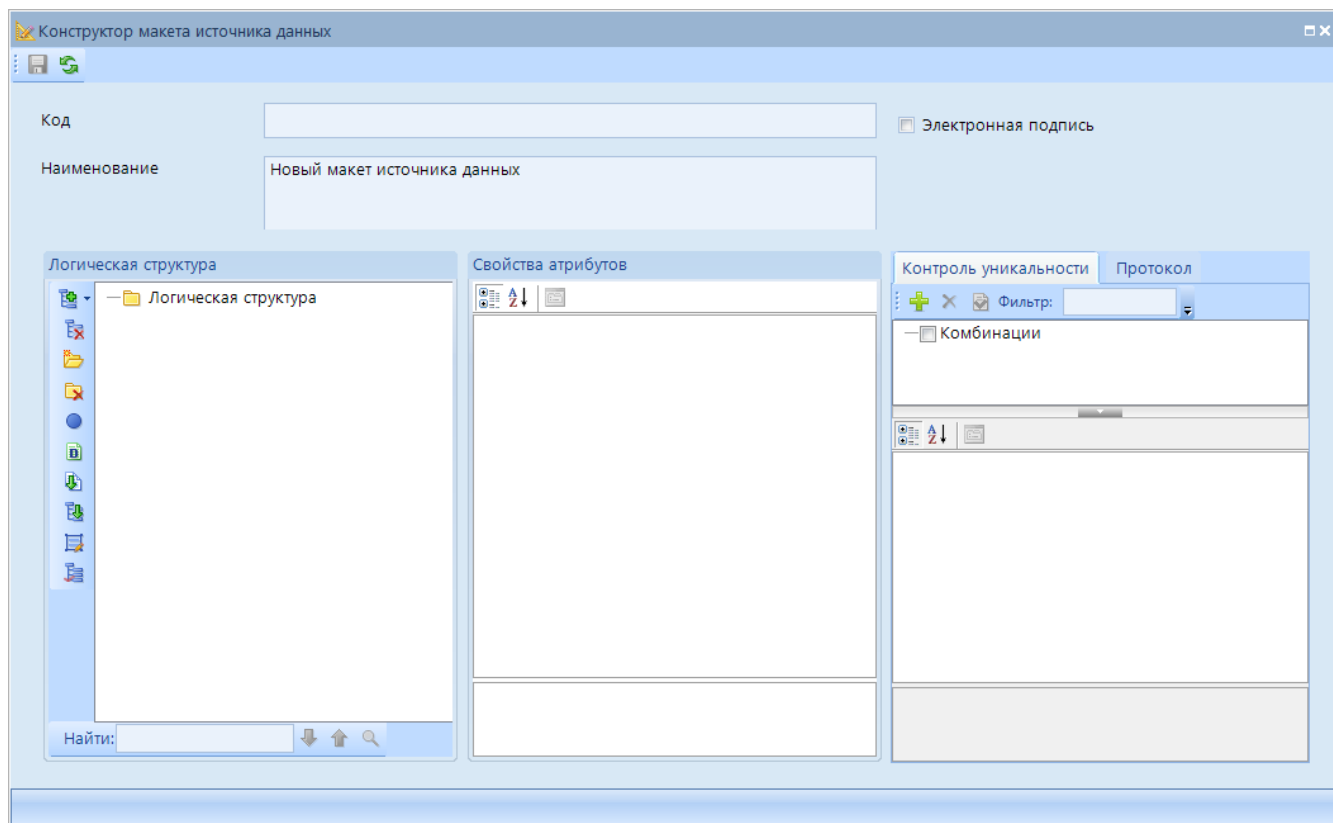 Конструктор макета источника данных
Код
Электронная подпись
Наименование
Новый макет источника данных
Логическая структура
Свойства атрибутов
Контроль уникальности
Протокол
Логическая структура
Фильтр:
Комбинации
Найти: